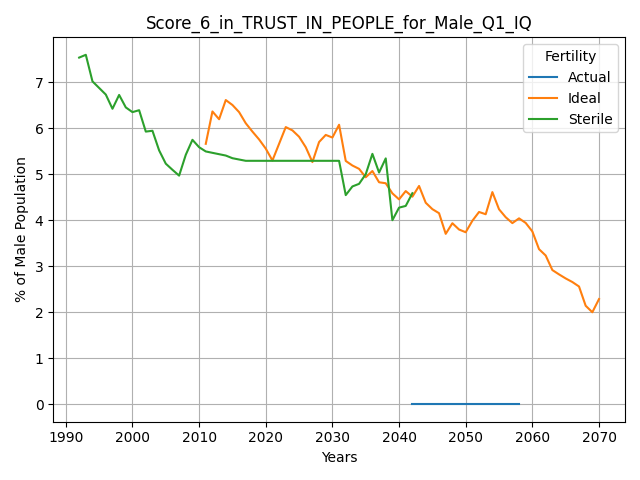 Score_6_in_TRUST_IN_PEOPLE_for_Male_Q1_IQ
Fertility
Actual
Ideal
Sterile
% of Male Population
7
6
5
4
3
2
1
0
1990 2000 2010 2020 2030 2040 2050 2060 2070
Years